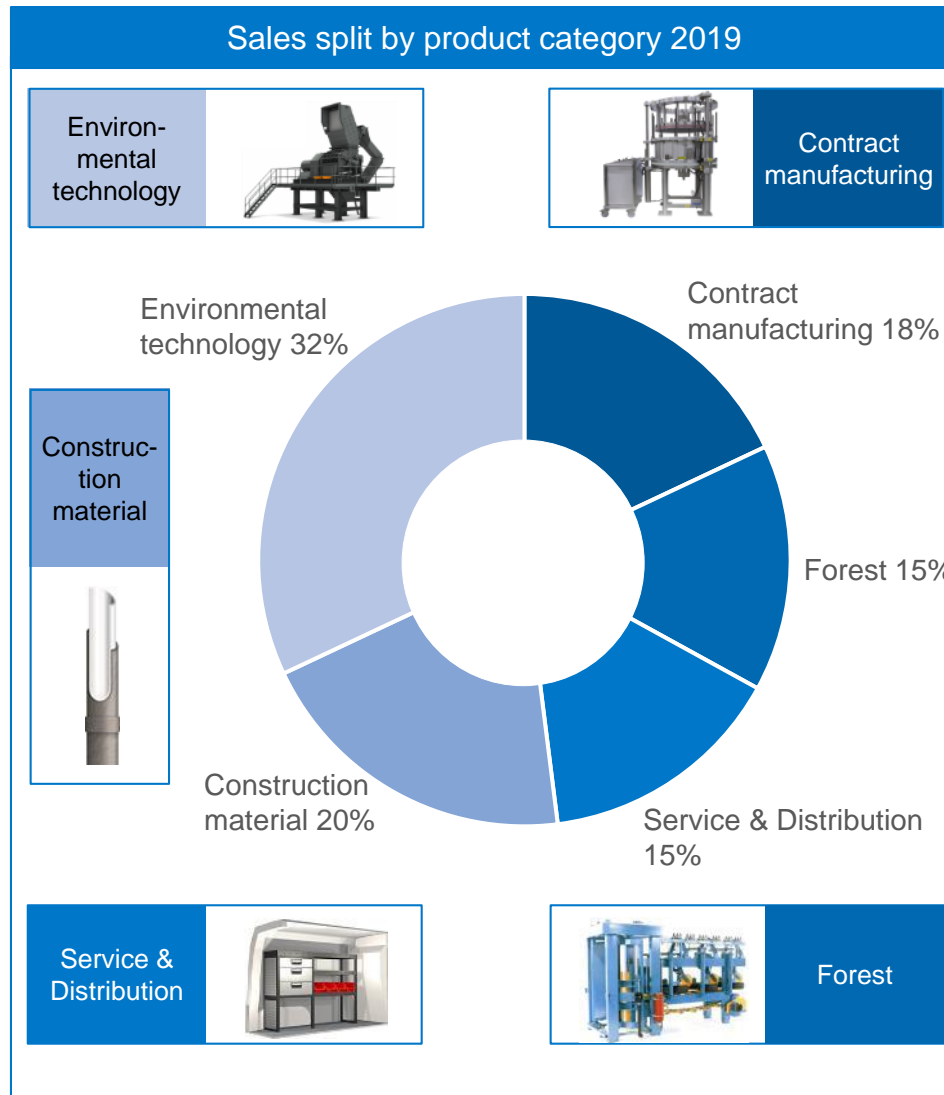 Sales split by product category 2019
Environ-
mental
technology
Contract
manufacturing
Environmental
technology 32%
Contract
manufacturing 18%
Construc-
tion
material
Forest 15%
Construction
material 20%
Service & Distribution
15%
Service &
Distribution
Forest